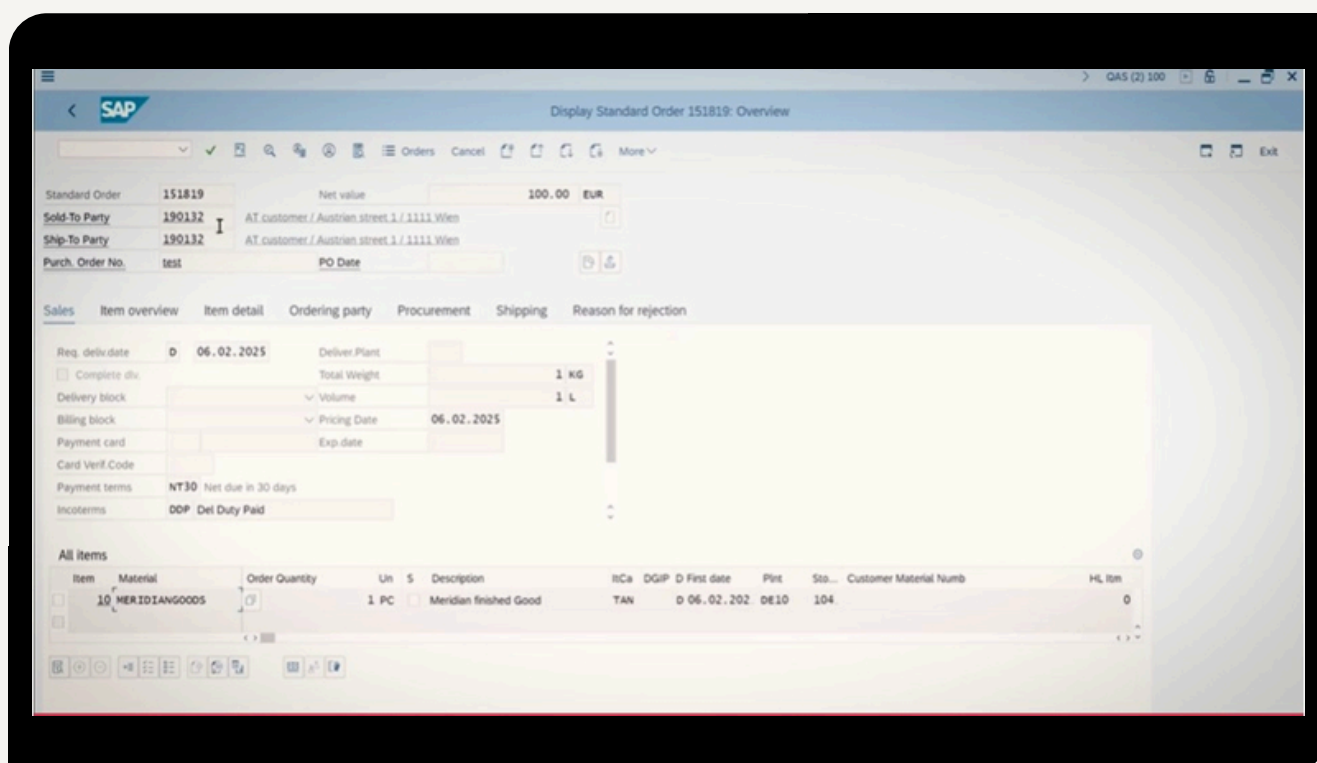 QAS (2) 100
SAP Display Standard Order 151819: Overview
Orders Cancel More Exit
Standard Order 151819 Net value 100.00 EUR
Sold-To Party 190132 AT customer / Austrian street 1 / 1111 Wien
Ship-To Party 190132 AT customer / Austrian street 1 / 1111 Wien
Purch. Order No. test PO Date
Sales Item overview Item detail Ordering party Procurement Shipping Reason for rejection
Req. deliv.date D 06.02.2025 Deliver.Plant
Complete dlv. Total Weight 1 KG
Delivery block Volume 1 L
Billing block Pricing Date 06.02.2025
Payment card Exp.date
Card Verif.Code
Payment terms NT30 Net due in 30 days
Incoterms DDP Del Duty Paid
All items
Item Material Order Quantity Un S Description ItCa DGIP D First date Plnt Sto... Customer Material Numb HL Itm
10 MERIDIANGOODS 1 PC Meridian finished Good TAN D 06.02.202 DE10 104 0